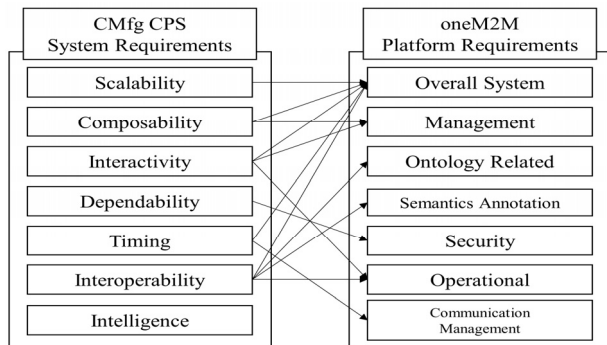 CMfg CPS
System Requirements
Scalability
Composability
Interactivity
Dependability
Timing
Interoperability
Intelligence
oneM2M
Platform Requirements
Overall System
Management
Ontology Related
Semantics Annotation
Security
Operational
Communication
Management